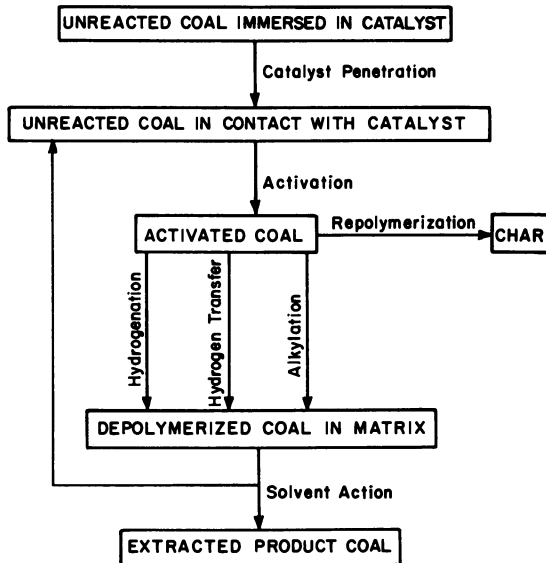 UNREACTED COAL IMMERSED IN CATALYST
Catalyst Penetration
UNREACTED COAL IN CONTACT WITH CATALYST
Activation
Repolymerization
ACTIVATED COAL
CHAR
Hydrogenation
Hydrogen Transfer
Alkylation
DEPOLYMERIZED COAL IN MATRIX
Solvent Action
EXTRACTED PRODUCT COAL